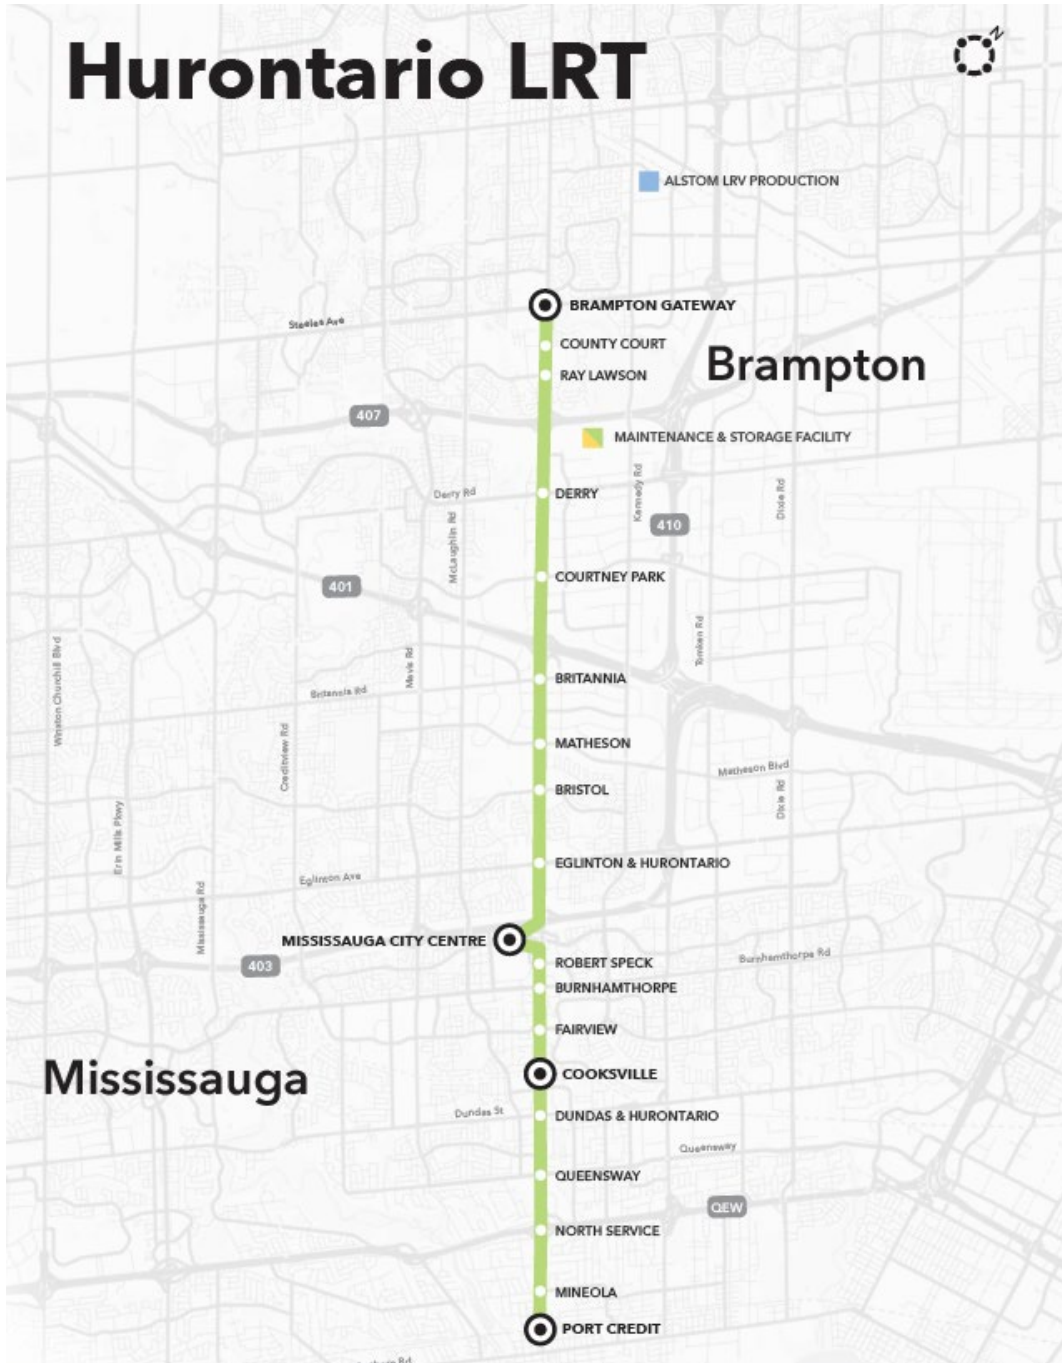 Hurontario LRT
N
ALSTOM LRV PRODUCTION
BRAMPTON GATEWAY
Steeles Ave
COUNTY COURT
Brampton
RAY LAWSON
407
MAINTENANCE & STORAGE FACILITY
Kennedy Rd
Dixie Rd
Derry Rd
DERRY
410
McLaughlin Rd
COURTNEY PARK
401
Tomken Rd
Winston Churchill Blvd
Mavis Rd
BRITANNIA
Britannia Rd
MATHESON
Creditview Rd
Matheson Blvd
BRISTOL
Dixie Rd
Erin Mills Pkwy
EGLINTON & HURONTARIO
Eglinton Ave
Mississauga Rd
MISSISSAUGA CITY CENTRE
403
ROBERT SPECK
Burnhamthorpe Rd
BURNHAMTHORPE
FAIRVIEW
Mississauga
COOKSVILLE
Dundas St
DUNDAS & HURONTARIO
Queensway
QUEENSWAY
QEW
NORTH SERVICE
MINEOLA
PORT CREDIT
Rd